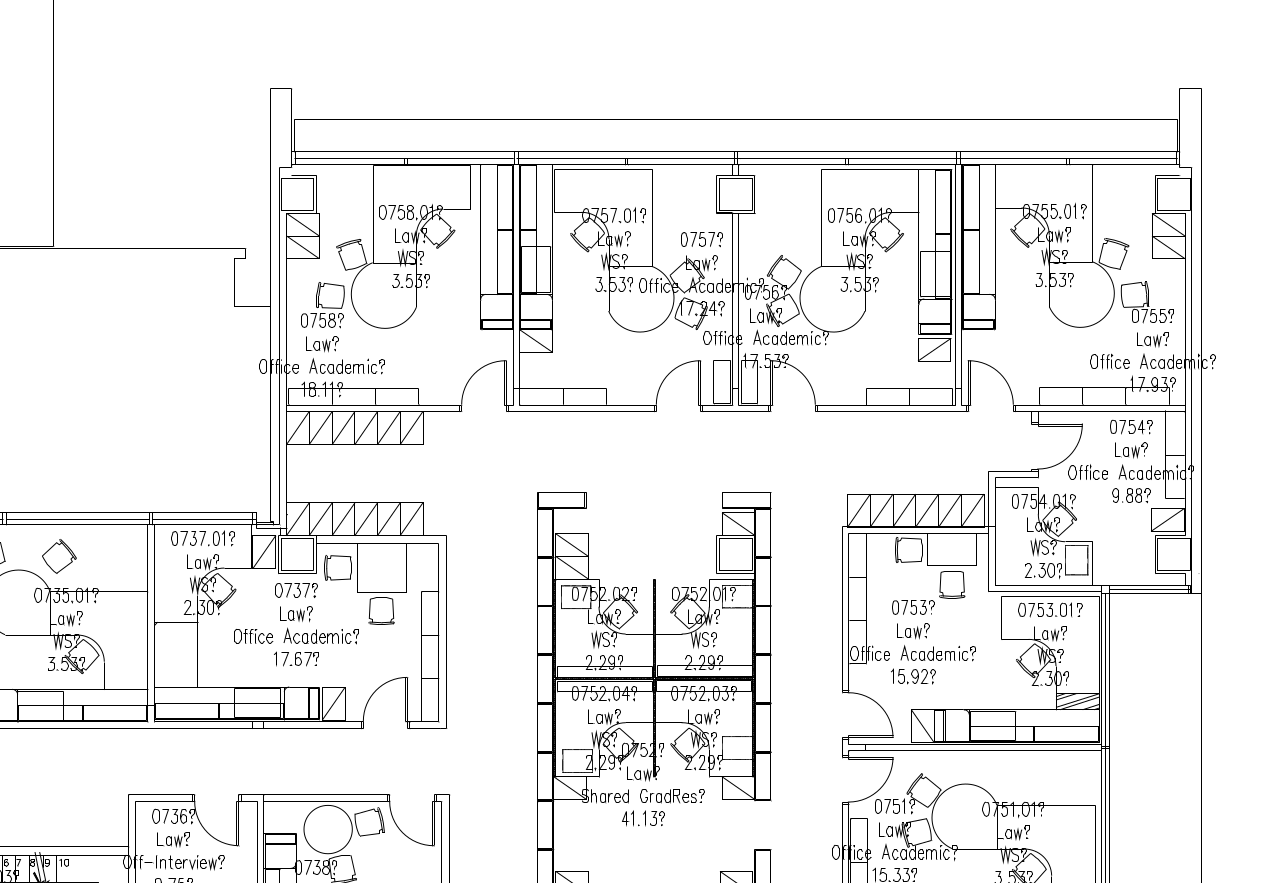 0758.01?
Law?
WS?
3.53?
0757.01?
Law?
WS?
3.53?
0757?
Law?
Office Academic?
17.24?
0756.01?
Law?
WS?
3.53?
0756?
Law?
Office Academic?
17.53?
0755.01?
Law?
WS?
3.53?
0758?
Law?
Office Academic?
18.11?
0755?
Law?
Office Academic?
17.93?
0754?
Law?
Office Academic?
9.88?
0754.01?
Law?
WS?
2.30?
0737.01?
Law?
WS?
2.30?
0737?
Law?
Office Academic?
17.67?
0735.01?
Law?
WS?
3.53?
0752.02?
Law?
WS?
2.29?
0752.01?
Law?
WS?
2.29?
0753?
Law?
Office Academic?
15.92?
0753.01?
Law?
WS?
2.30?
0752.04?
Law?
WS?
2.29?
0752.03?
Law?
WS?
2.29?
0752?
Law?
Shared GradRes?
41.13?
0736?
Law?
Off-Interview?
9.75?
0738?
0751?
Law?
Office Academic?
15.33?
0751.01?
Law?
WS?
3.53?
6 7 8 9 10